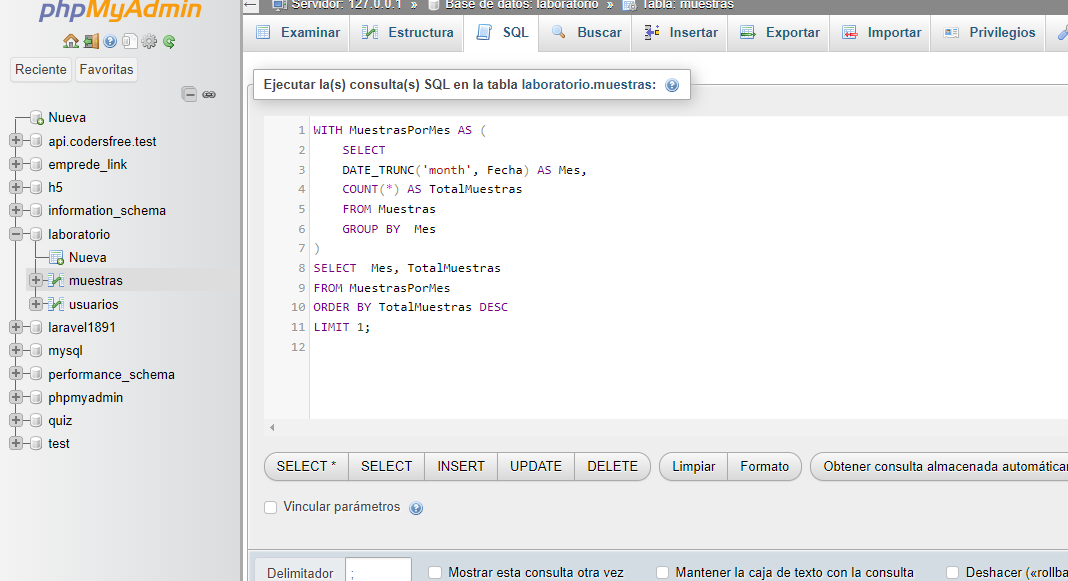 phpMyAdmin
Reciente Favoritas
Nueva
api.codersfree.test
emprede_link
h5
information_schema
laboratorio
Nueva
muestras
usuarios
laravel1891
mysql
performance_schema
phpmyadmin
quiz
test
Servidor: 127.0.0.1 » Base de datos: laboratorio » Tabla: muestras
Examinar Estructura SQL Buscar Insertar Exportar Importar Privilegios
Ejecutar la(s) consulta(s) SQL en la tabla laboratorio.muestras:
1 WITH MuestrasPorMes AS (
2 SELECT
3 DATE_TRUNC('month', Fecha) AS Mes,
4 COUNT(*) AS TotalMuestras
5 FROM Muestras
6 GROUP BY  Mes
7 )
8 SELECT  Mes, TotalMuestras
9 FROM MuestrasPorMes
10 ORDER BY TotalMuestras DESC
11 LIMIT 1;
12
SELECT * SELECT INSERT UPDATE DELETE Limpiar Formato Obtener consulta almacenada automática
Vincular parámetros
Delimitador ; Mostrar esta consulta otra vez Mantener la caja de texto con la consulta Deshacer («rollba